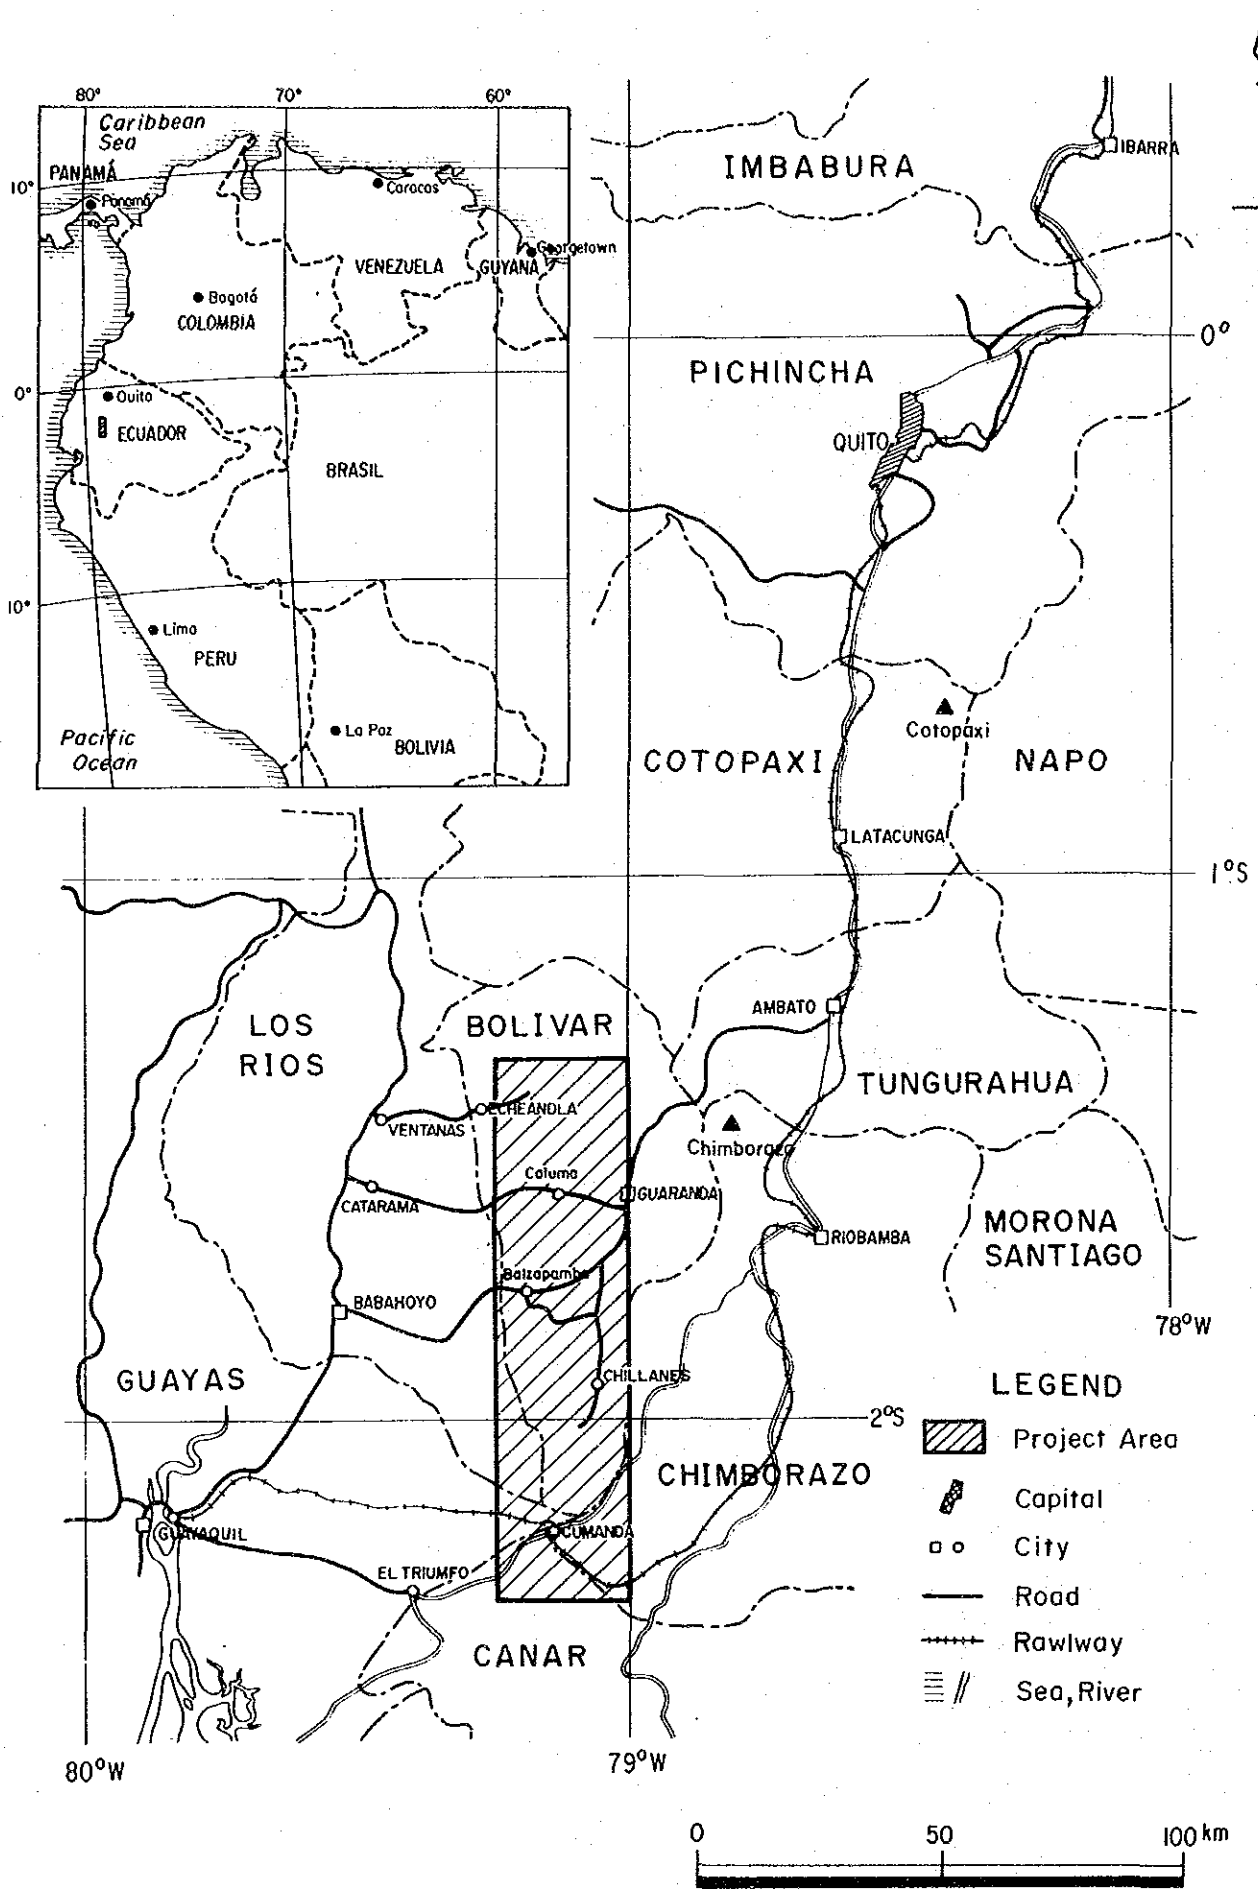 80°
70°
60°
Caribbean
Sea
PANAMÁ
10°
Panamá
Caracas
Georgetown
VENEZUELA
GUYANA
Bogotá
COLOMBIA
0°
Quito
ECUADOR
BRASIL
10°
Lima
PERU
La Paz
BOLIVIA
Pacific
Ocean
IMBABURA
IBARRA
0°
PICHINCHA
QUITO
Cotopaxi
COTOPAXI
NAPO
LATACUNGA
1°S
LOS
RIOS
BOLIVAR
AMBATO
TUNGURAHUA
ECHEANDLA
VENTANAS
Chimborazo
Caluma
CATARAMA
GUARANDA
RIOBAMBA
MORONA
SANTIAGO
Balzapamba
BABAHOYO
78°W
GUAYAS
CHILLANES
2°S
CHIMBORAZO
GUAYAQUIL
CUMANDA
EL TRIUMFO
CANAR
80°W
79°W
LEGEND
Project Area
Capital
City
Road
Rawlway
Sea, River
0
50
100 km